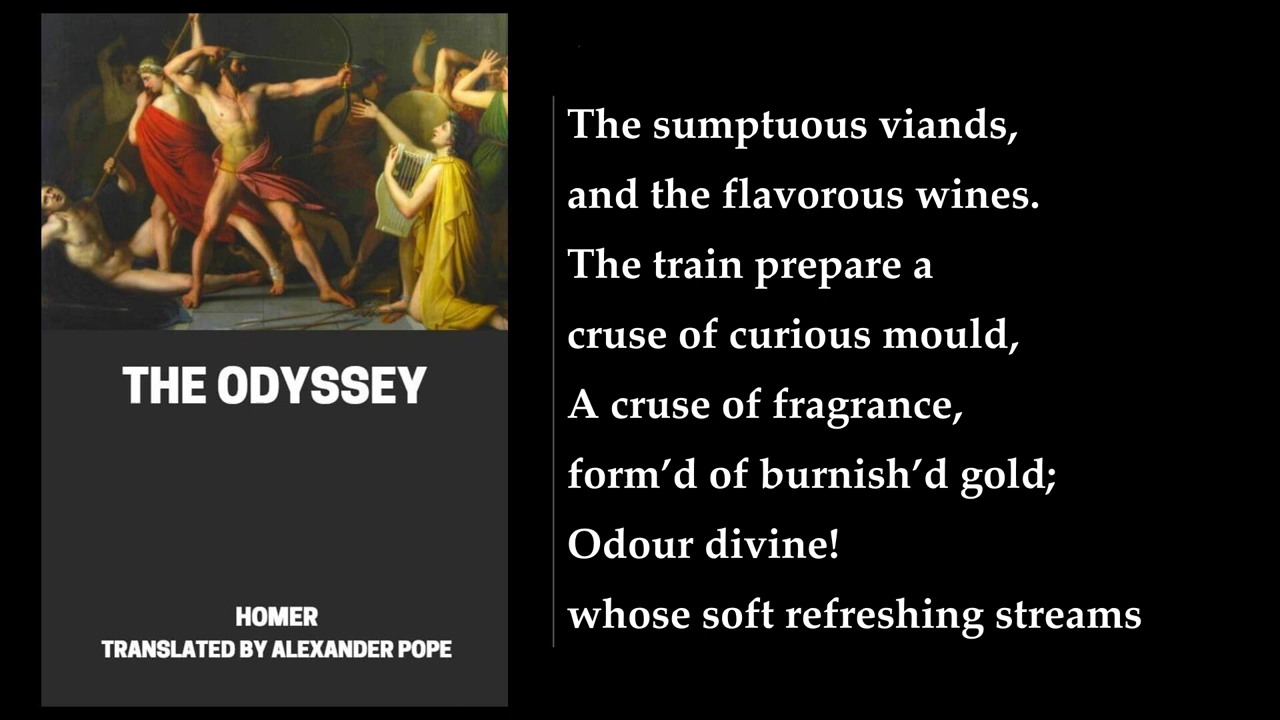 THE ODYSSEY
HOMER
TRANSLATED BY ALEXANDER POPE
The sumptuous viands,
and the flavorous wines.
The train prepare a
cruse of curious mould,
A cruse of fragrance,
form’d of burnish’d gold;
Odour divine!
whose soft refreshing streams